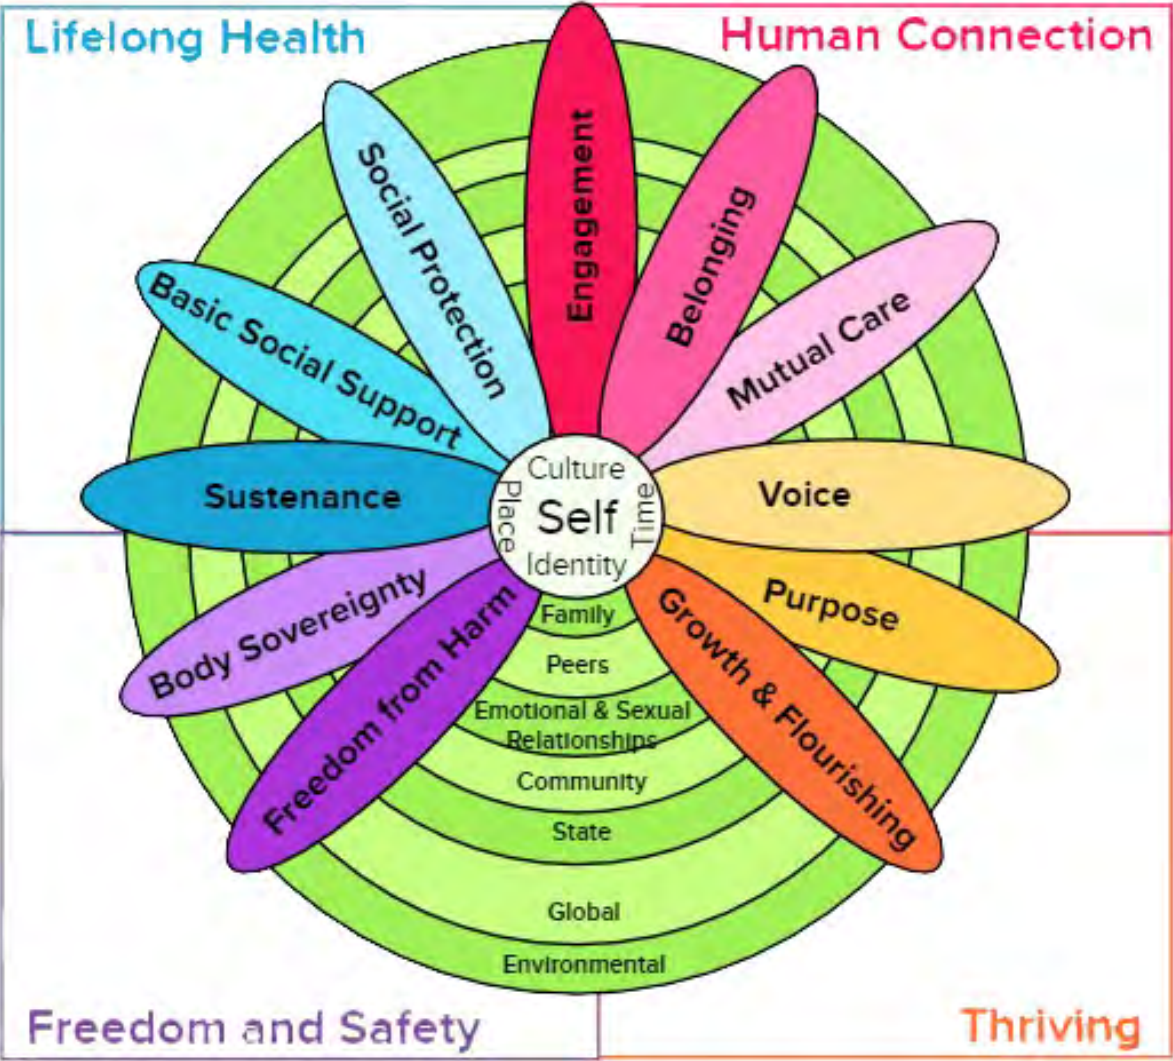 Lifelong Health
Human Connection
Social Protection
Engagement
Belonging
Basic Social Support
Mutual Care
Sustenance
Voice
Culture
Place
Self
Time
Identity
Body Sovereignty
Purpose
Freedom from Harm
Growth & Flourishing
Family
Peers
Emotional & Sexual
Relationships
Community
State
Global
Environmental
Freedom and Safety
Thriving